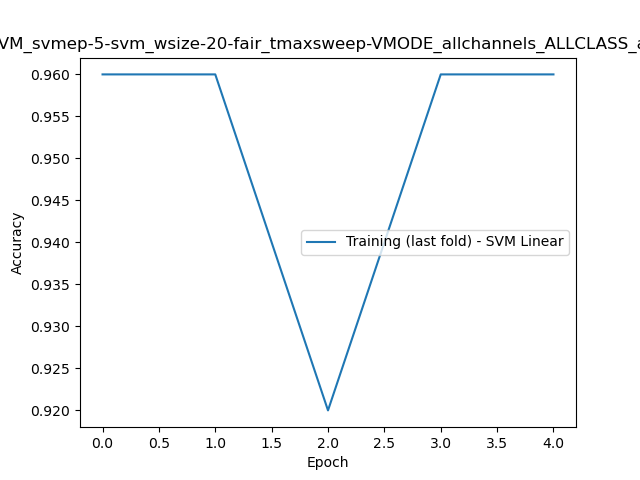 VM_svmep-5-svm_wsize-20-fair_tmaxsweep-VMODE_allchannels_ALLCLASS_a
0.960
0.955
0.950
0.945
0.940
0.935
0.930
0.925
0.920
Accuracy
Training (last fold) - SVM Linear
0.0 0.5 1.0 1.5 2.0 2.5 3.0 3.5 4.0
Epoch